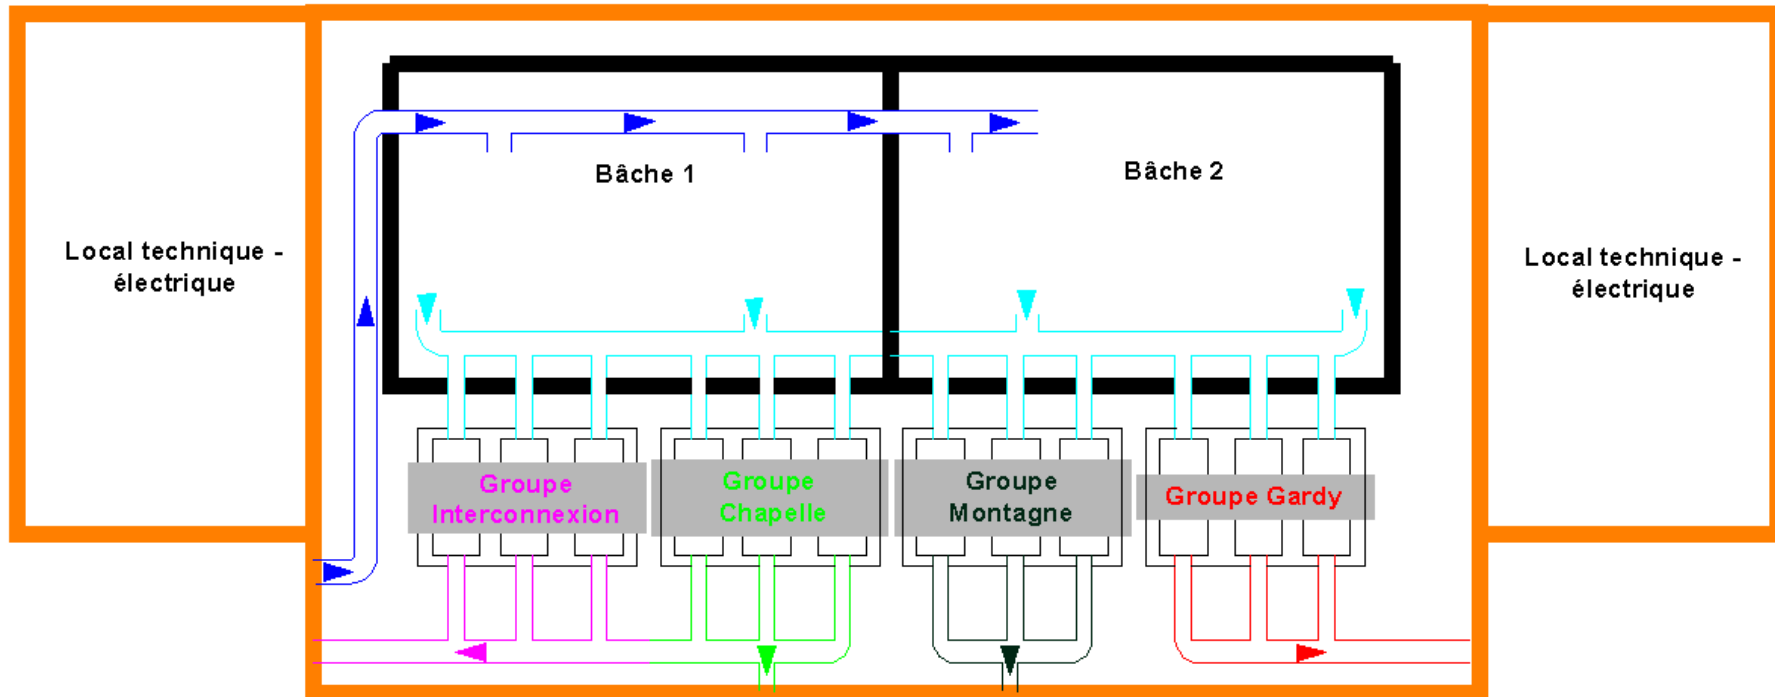 Bâche 1
Bâche 2
Local technique -
électrique
Local technique -
électrique
Groupe
Interconnexion
Groupe
Chapelle
Groupe
Montagne
Groupe Gardy